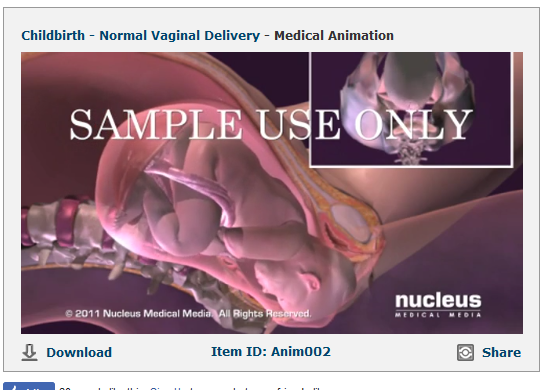 Childbirth - Normal Vaginal Delivery - Medical Animation
SAMPLE USE ONLY
nucleus
MEDICAL MEDIA
© 2011 Nucleus Medical Media. All Rights Reserved.
Download
Item ID: Anim002
Share